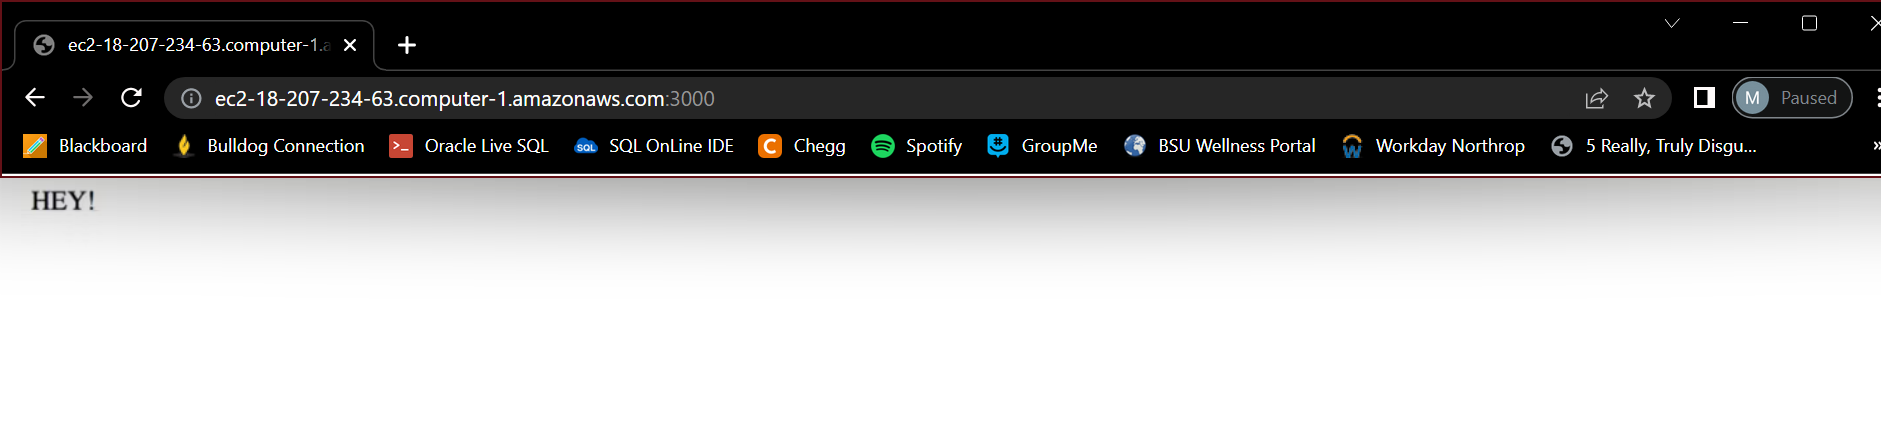 ec2-18-207-234-63.computer-1.a
ec2-18-207-234-63.computer-1.amazonaws.com:3000
M Paused
Blackboard Bulldog Connection >_ Oracle Live SQL SQL SQL OnLine IDE C Chegg Spotify GroupMe BSU Wellness Portal W Workday Northrop 5 Really, Truly Disgu... »
HEY!